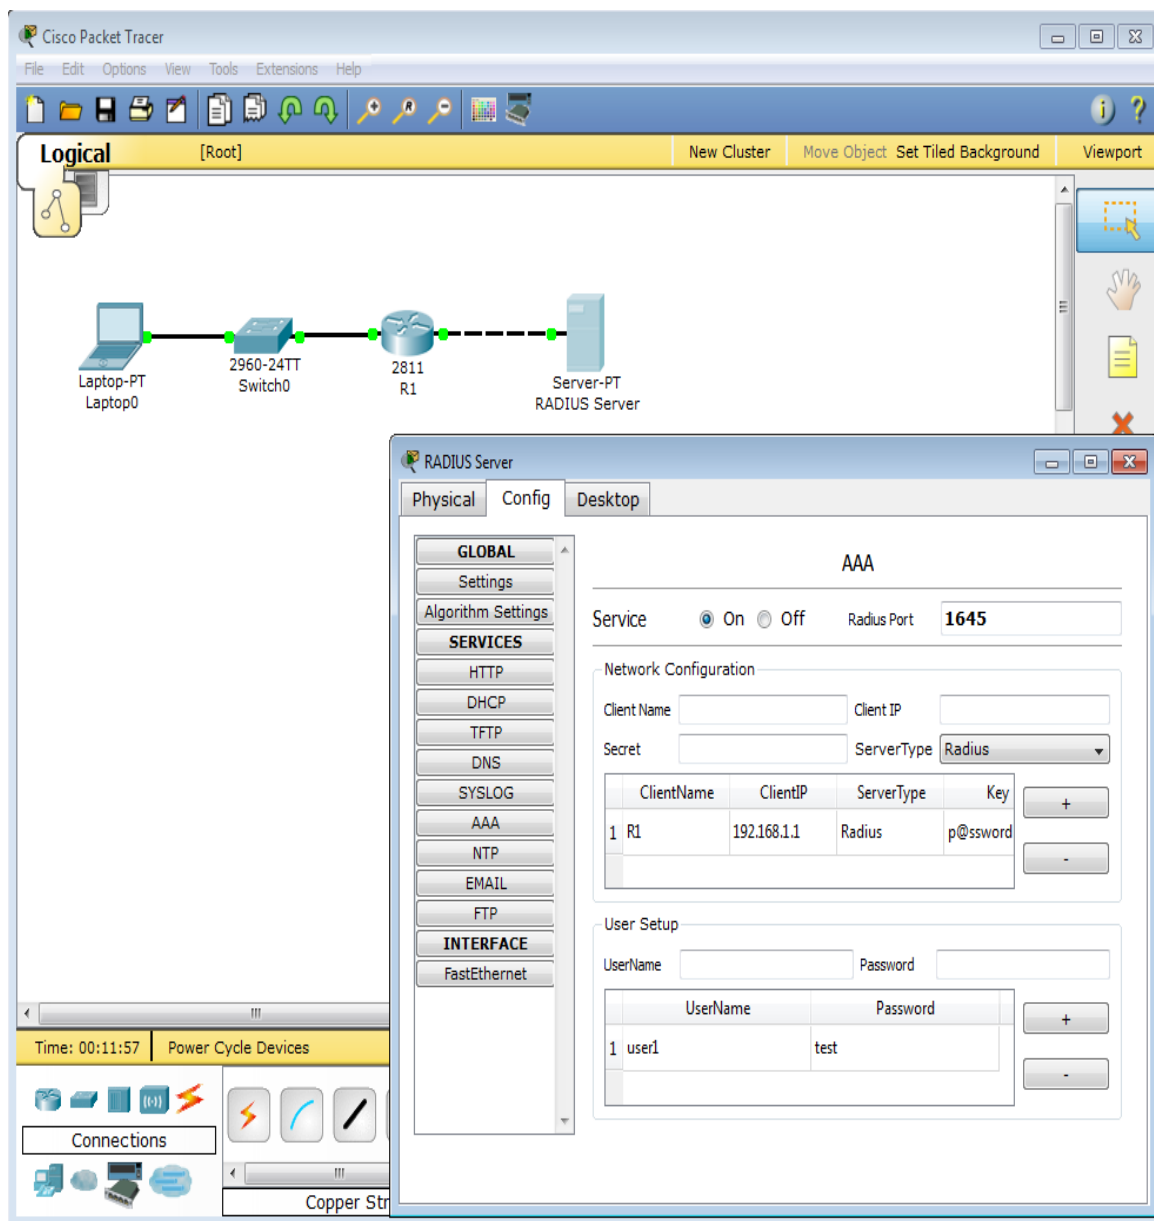 Cisco Packet Tracer
File Edit Options View Tools Extensions Help
Logical [Root] New Cluster Move Object Set Tiled Background Viewport
2960-24TT
Switch0
2811
R1
Laptop-PT
Laptop0
Server-PT
RADIUS Server
RADIUS Server
Physical Config Desktop
GLOBAL
Settings
Algorithm Settings
SERVICES
HTTP
DHCP
TFTP
DNS
SYSLOG
AAA
NTP
EMAIL
FTP
INTERFACE
FastEthernet
AAA
Service On Off Radius Port 1645
Network Configuration
Client Name Client IP
Secret ServerType Radius
ClientName ClientIP ServerType Key
1 R1 192.168.1.1 Radius p@ssword
+
-
User Setup
UserName Password
UserName Password
1 user1 test
+
-
Time: 00:11:57 Power Cycle Devices
Connections
Copper Str